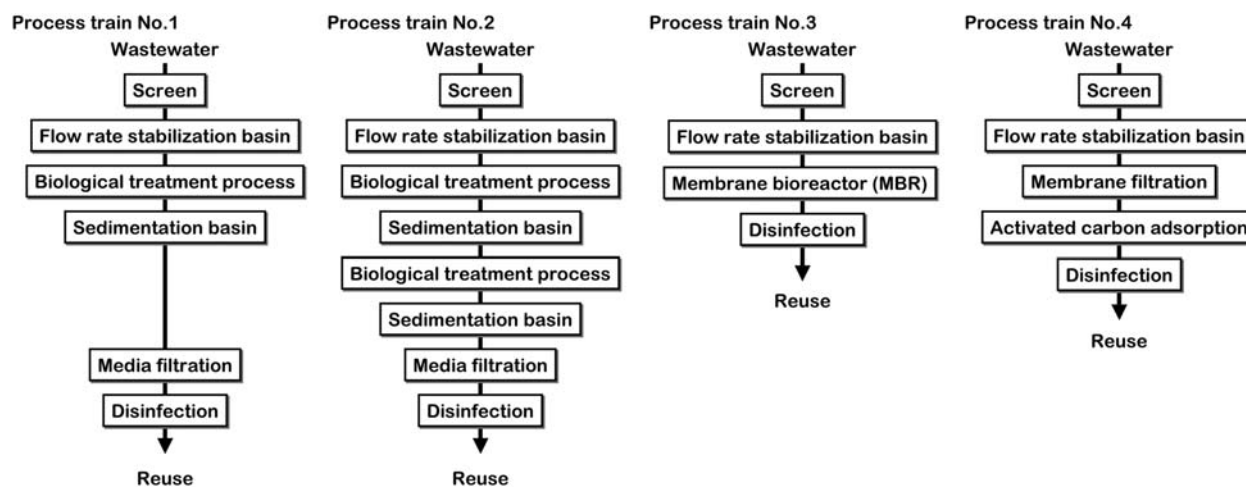 Process train No.1
Wastewater
Screen
Flow rate stabilization basin
Biological treatment process
Sedimentation basin
Media filtration
Disinfection
Reuse
Process train No.2
Wastewater
Screen
Flow rate stabilization basin
Biological treatment process
Sedimentation basin
Biological treatment process
Sedimentation basin
Media filtration
Disinfection
Reuse
Process train No.3
Wastewater
Screen
Flow rate stabilization basin
Membrane bioreactor (MBR)
Disinfection
Reuse
Process train No.4
Wastewater
Screen
Flow rate stabilization basin
Membrane filtration
Activated carbon adsorption
Disinfection
Reuse